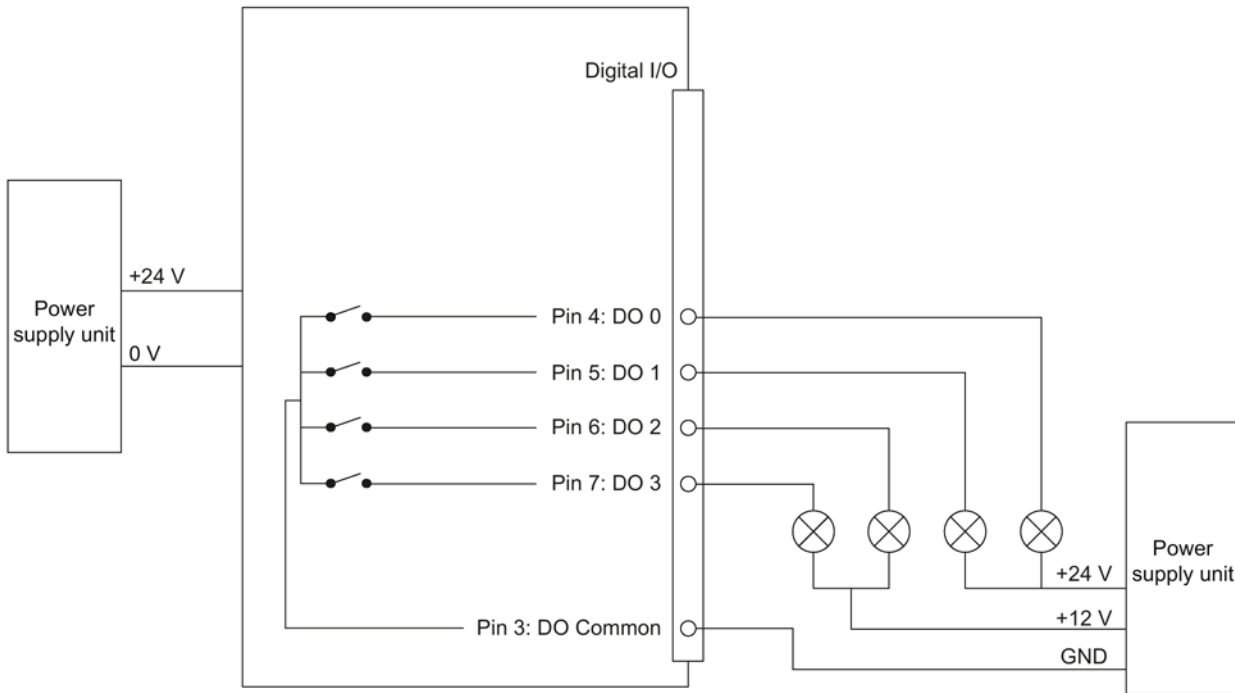 Digital I/O
+24 V
Power
supply unit
0 V
Pin 4: DO 0
Pin 5: DO 1
Pin 6: DO 2
Pin 7: DO 3
Pin 3: DO Common
+24 V
+12 V
GND
Power
supply unit